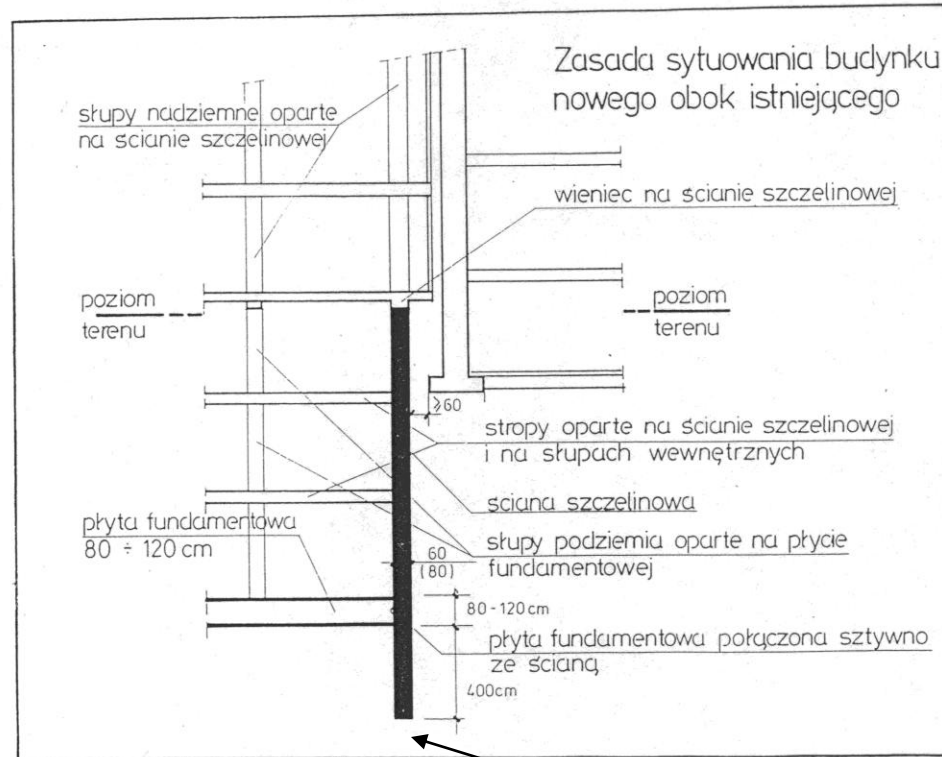 Zasada sytuowania budynku
nowego obok istniejącego
słupy nadziemne oparte
na ścianie szczelinowej
wieniec na ścianie szczelinowej
poziom
terenu
poziom
terenu
≥60
stropy oparte na ścianie szczelinowej
i na słupach wewnętrznych
ściana szczelinowa
płyta fundamentowa
80 ÷ 120 cm
słupy podziemia oparte na płycie
fundamentowej
60
(80)
80-120cm
płyta fundamentowa połączona sztywno
ze ścianą
400cm